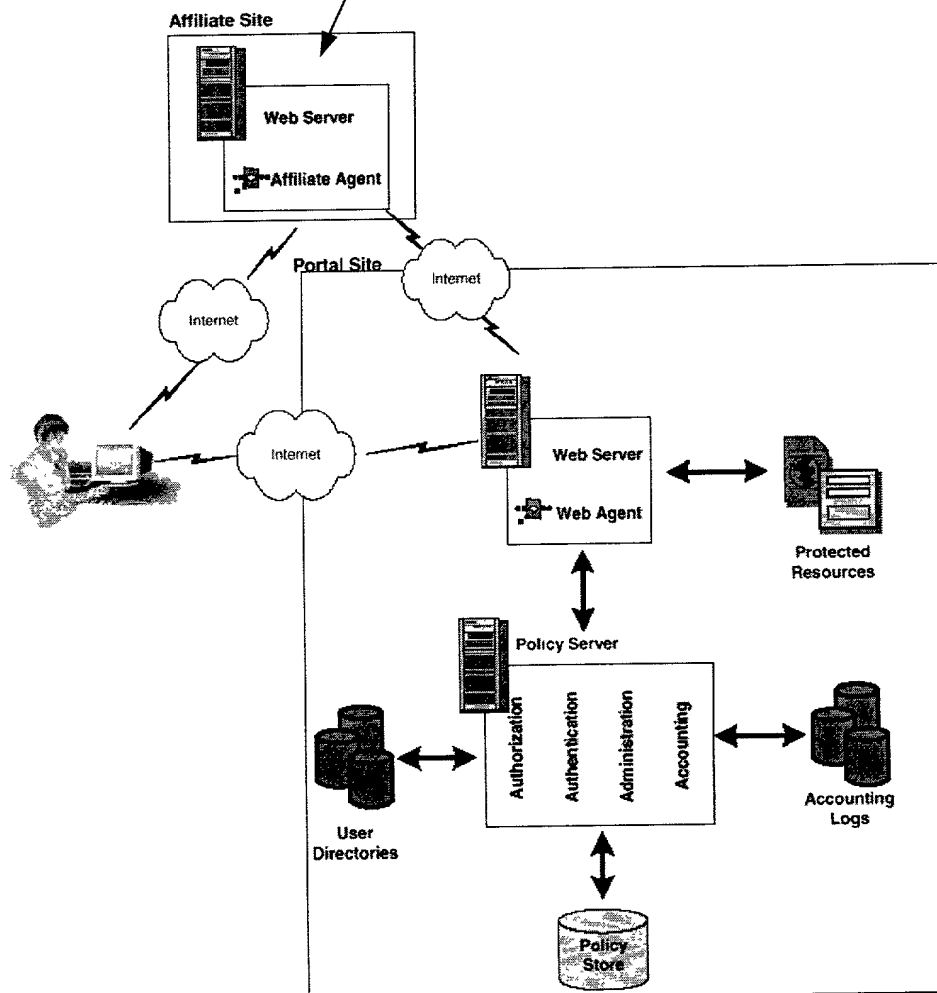 Affiliate Site
Web Server
Affiliate Agent
Portal Site
Internet
Internet
Internet
Web Server
Web Agent
Protected
Resources
Policy Server
Authorization
Authentication
Administration
Accounting
User
Directories
Accounting
Logs
Policy
Store